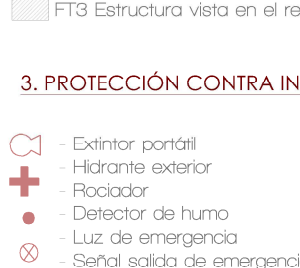 FT3 Estructura vista en el re
3. PROTECCIÓN CONTRA IN
- Extintor portátil
- Hidrante exterior
- Rociador
- Detector de humo
- Luz de emergencia
- Señal salida de emergenci